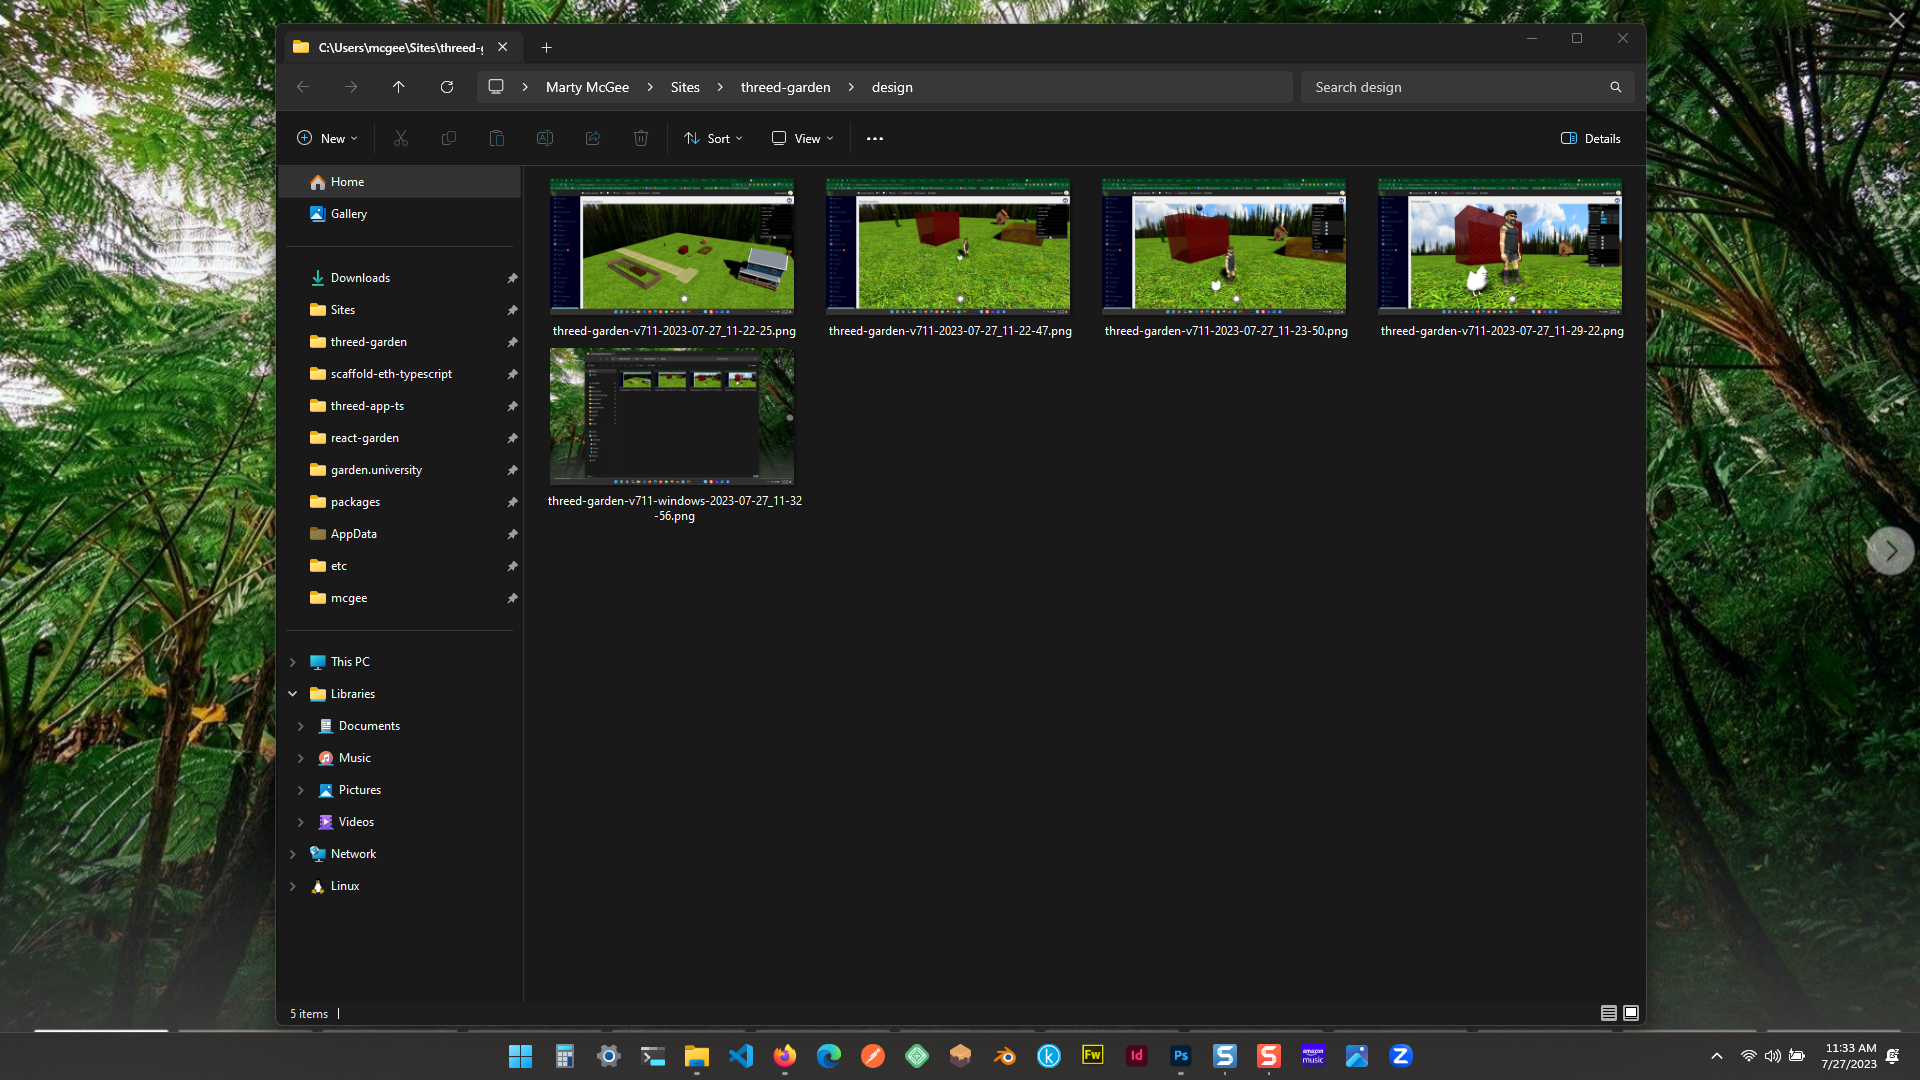 C:\Users\mcgee\Sites\threed-g
Marty McGee > Sites > threed-garden > design
Search design
New
Sort
View
Details
Home
Gallery
Downloads
Sites
threed-garden
scaffold-eth-typescript
threed-app-ts
react-garden
garden.university
packages
AppData
etc
mcgee
This PC
Libraries
Documents
Music
Pictures
Videos
Network
Linux
threed-garden-v711-2023-07-27_11-22-25.png
threed-garden-v711-2023-07-27_11-22-47.png
threed-garden-v711-2023-07-27_11-23-50.png
threed-garden-v711-2023-07-27_11-29-22.png
threed-garden-v711-windows-2023-07-27_11-32
-56.png
5 items
Fw
Id
Ps
S
S
amazon
music
Z
11:33 AM
7/27/2023